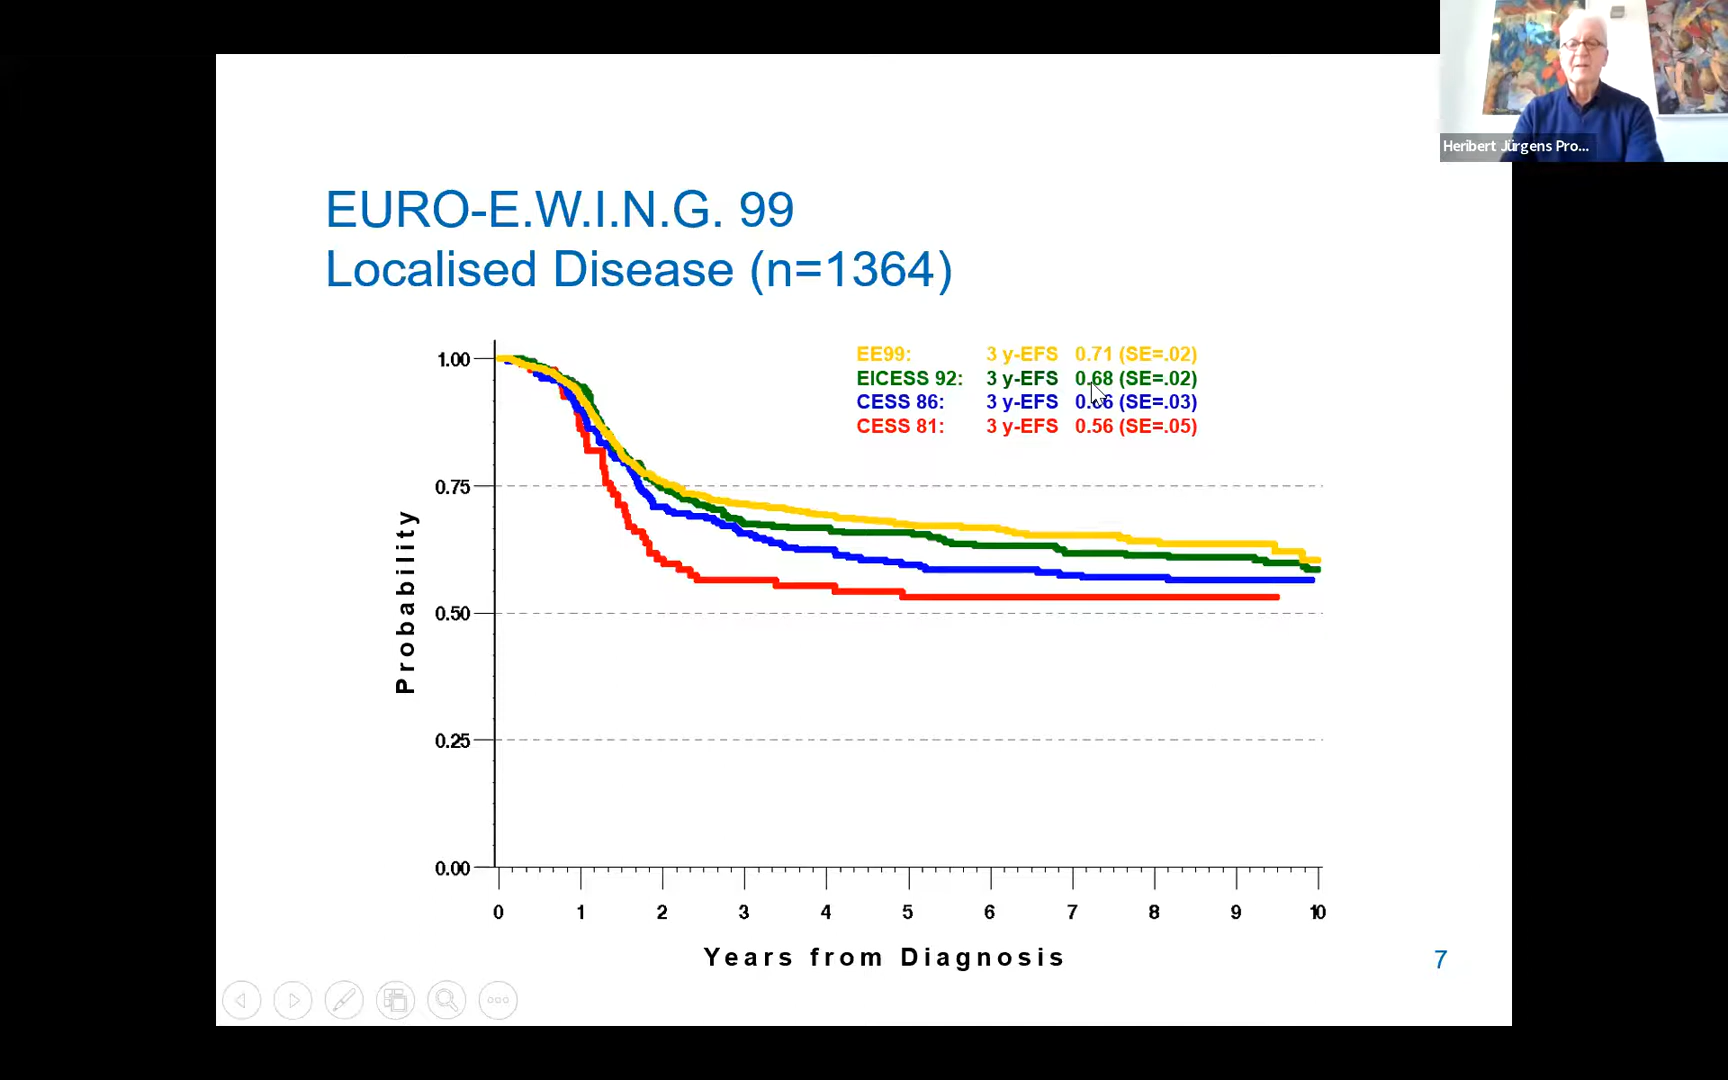 Heribert Jürgens Pro...
EURO-E.W.I.N.G. 99
Localised Disease (n=1364)
EE99: 3 y-EFS 0.71 (SE=.02)
EICESS 92: 3 y-EFS 0.68 (SE=.02)
CESS 86: 3 y-EFS 0.66 (SE=.03)
CESS 81: 3 y-EFS 0.56 (SE=.05)
1.00
0.75
0.50
0.25
0.00
Probability
0 1 2 3 4 5 6 7 8 9 10
Years from Diagnosis
7